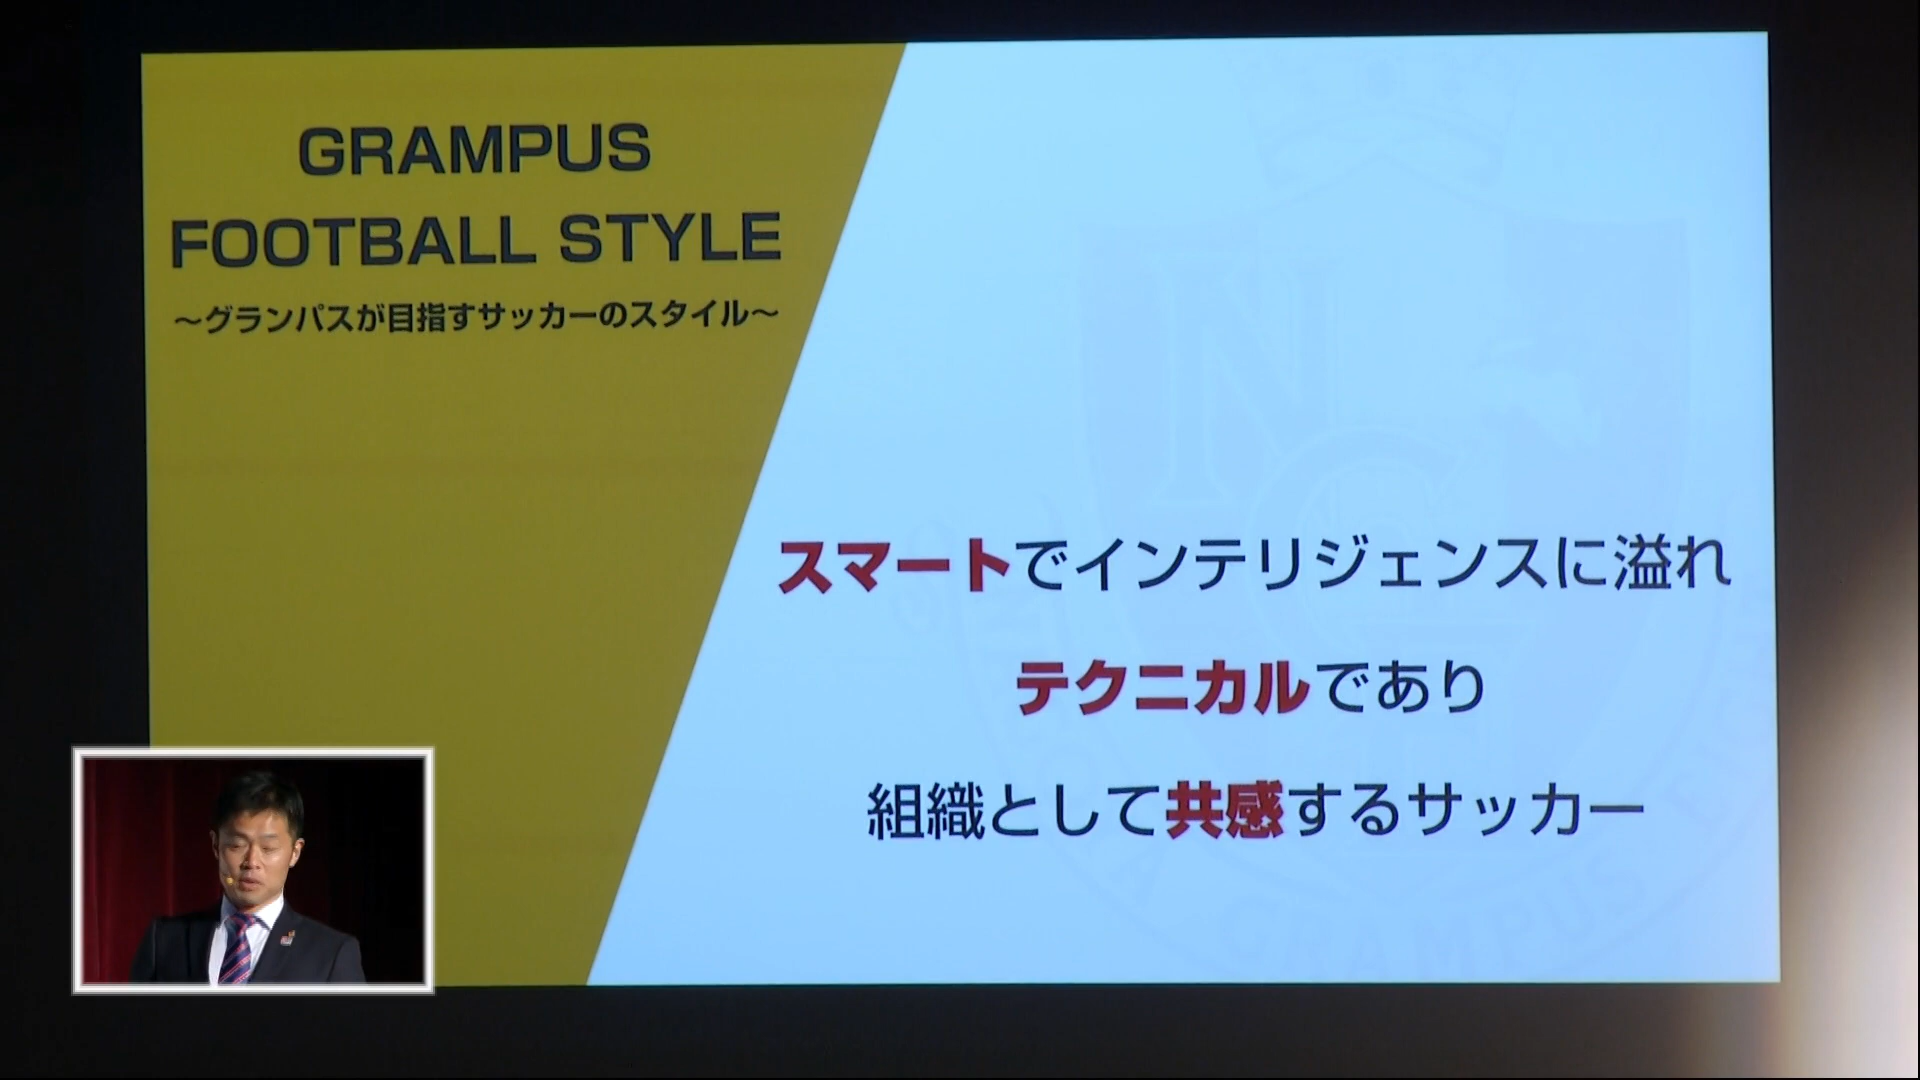 GRAMPUS
FOOTBALL STYLE
～グランパスが目指すサッカーのスタイル～
スマートでインテリジェンスに溢れ
テクニカルであり
組織として共感するサッカー
N
G
GRAMPUS